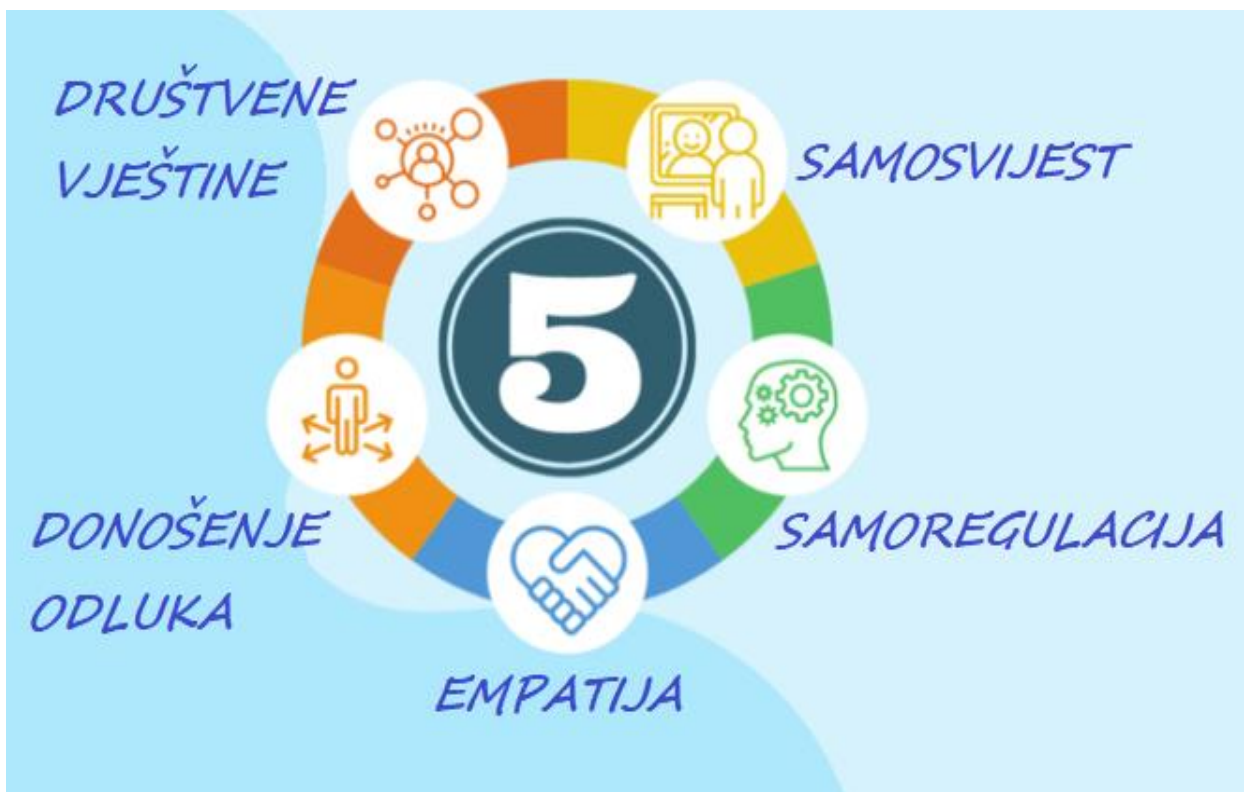 DRUŠTVENE
VJEŠTINE
SAMOSVIJEST
5
DONOŠENJE
ODLUKA
SAMOREGULACIJA
EMPATIJA